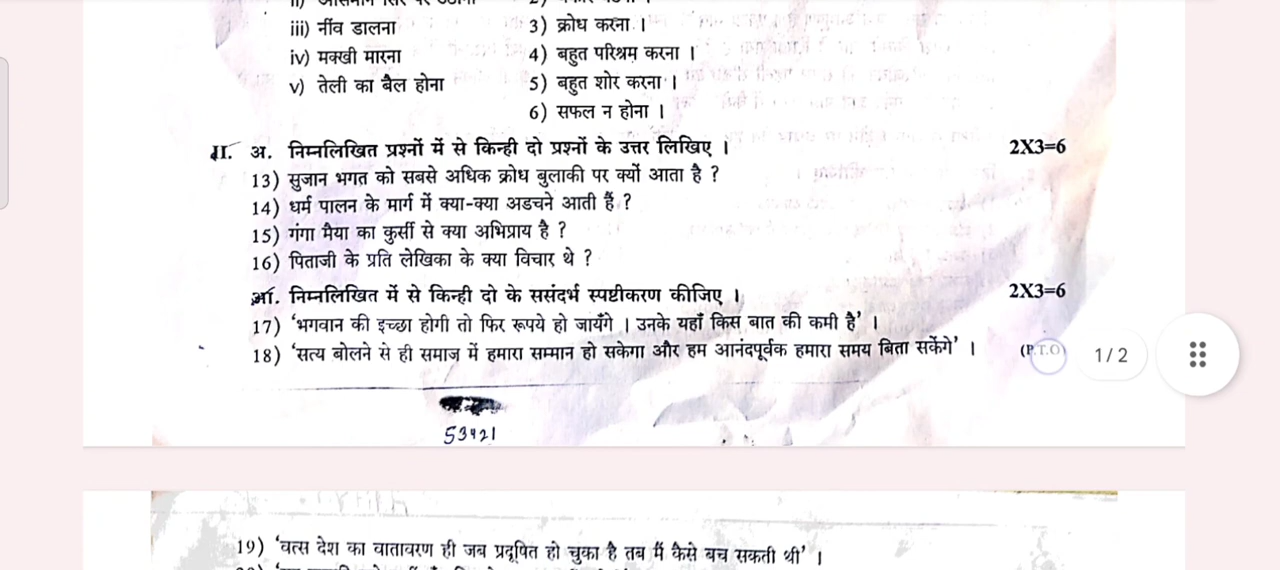 iii) नींव डालना 3) क्रोध करना ।
iv) मक्खी मारना 4) बहुत परिश्रम करना ।
v) तेली का बैल होना 5) बहुत शोर करना ।
6) सफल न होना ।
II. अ. निम्नलिखित प्रश्नों में से किन्ही दो प्रश्नों के उत्तर लिखिए । 2X3=6
13) सुजान भगत को सबसे अधिक क्रोध बुलाकी पर क्यों आता है ?
14) धर्म पालन के मार्ग में क्या-क्या अडचने आती हैं ?
15) गंगा मैया का कुर्सी से क्या अभिप्राय है ?
16) पिताजी के प्रति लेखिका के क्या विचार थे ?
आ. निम्नलिखित में से किन्ही दो के ससंदर्भ स्पष्टीकरण कीजिए । 2X3=6
17) ‘भगवान की इच्छा होगी तो फिर रूपये हो जायँगे । उनके यहाँ किस बात की कमी है’ ।
18) ‘सत्य बोलने से ही समाज में हमारा सम्मान हो सकेगा और हम आनंदपूर्वक हमारा समय बिता सकेंगे’ । (P.T.O)
1 / 2
53421
19) ‘वत्स देश का वातावरण ही जब प्रदूषित हो चुका है तब मैं कैसे बच सकती थी’ ।